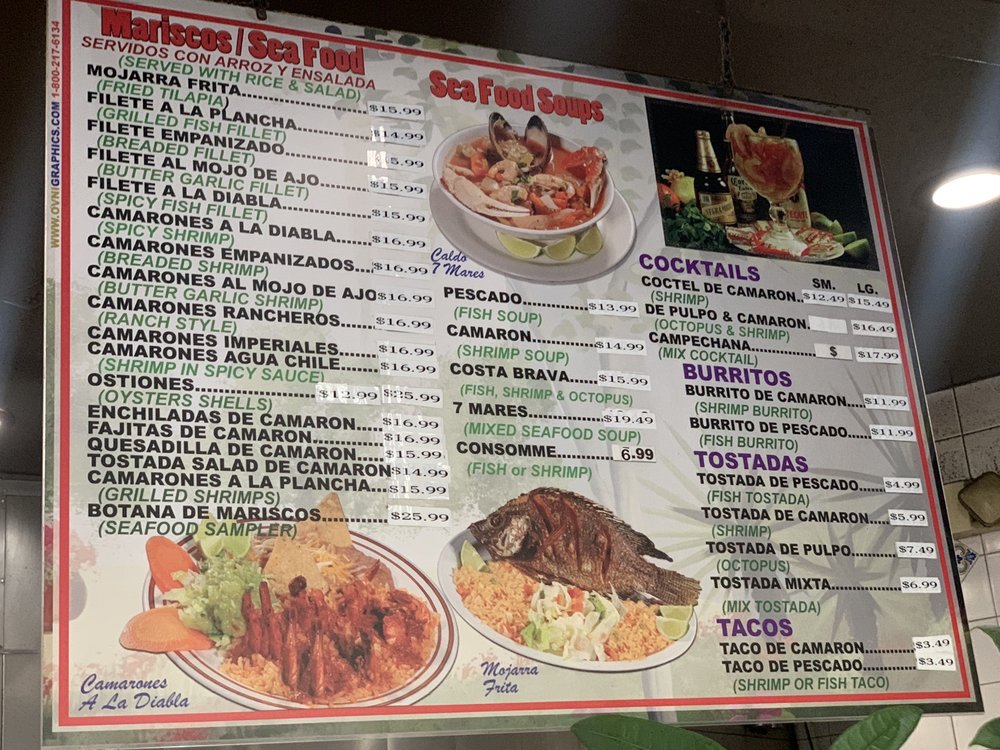 WWW.OVNIGRAPHICS.COM 1-800-217-6134
Mariscos / Sea Food
SERVIDOS CON ARROZ Y ENSALADA
(SERVED WITH RICE & SALAD)
MOJARRA FRITA $15.99
(FRIED TILAPIA)
FILETE A LA PLANCHA $14.99
(GRILLED FISH FILLET)
FILETE EMPANIZADO $15.99
(BREADED FILLET)
FILETE AL MOJO DE AJO $15.99
(BUTTER GARLIC FILLET)
FILETE A LA DIABLA $15.99
(SPICY FISH FILLET)
CAMARONES A LA DIABLA $16.99
(SPICY SHRIMP)
CAMARONES EMPANIZADOS $16.99
(BREADED SHRIMP)
CAMARONES AL MOJO DE AJO $16.99
(BUTTER GARLIC SHRIMP)
CAMARONES RANCHEROS $16.99
(RANCH STYLE)
CAMARONES IMPERIALES $16.99
CAMARONES AGUA CHILE $16.99
(SHRIMP IN SPICY SAUCE)
OSTIONES $12.99 $25.99
(OYSTERS SHELLS)
ENCHILADAS DE CAMARON $16.99
FAJITAS DE CAMARON $16.99
QUESADILLA DE CAMARON $15.99
TOSTADA SALAD DE CAMARON $14.99
CAMARONES A LA PLANCHA $15.99
(GRILLED SHRIMPS)
BOTANA DE MARISCOS $25.99
(SEAFOOD SAMPLER)
Camarones
A La Diabla
Sea Food Soups
Caldo
7 Mares
PESCADO $13.99
(FISH SOUP)
CAMARON $14.99
(SHRIMP SOUP)
COSTA BRAVA $15.99
(FISH, SHRIMP & OCTOPUS)
7 MARES $19.49
(MIXED SEAFOOD SOUP)
CONSOMME 6.99
(FISH or SHRIMP)
Mojarra
Frita
COCKTAILS SM. LG.
COCTEL DE CAMARON $12.49 $15.49
(SHRIMP)
DE PULPO & CAMARON $16.49
(OCTOPUS & SHRIMP)
CAMPECHANA $ $17.99
(MIX COCKTAIL)
BURRITOS
BURRITO DE CAMARON $11.99
(SHRIMP BURRITO)
BURRITO DE PESCADO $11.99
(FISH BURRITO)
TOSTADAS
TOSTADA DE PESCADO $4.99
(FISH TOSTADA)
TOSTADA DE CAMARON $5.99
(SHRIMP)
TOSTADA DE PULPO $7.49
(OCTOPUS)
TOSTADA MIXTA $6.99
(MIX TOSTADA)
TACOS
TACO DE CAMARON $3.49
TACO DE PESCADO $3.49
(SHRIMP OR FISH TACO)